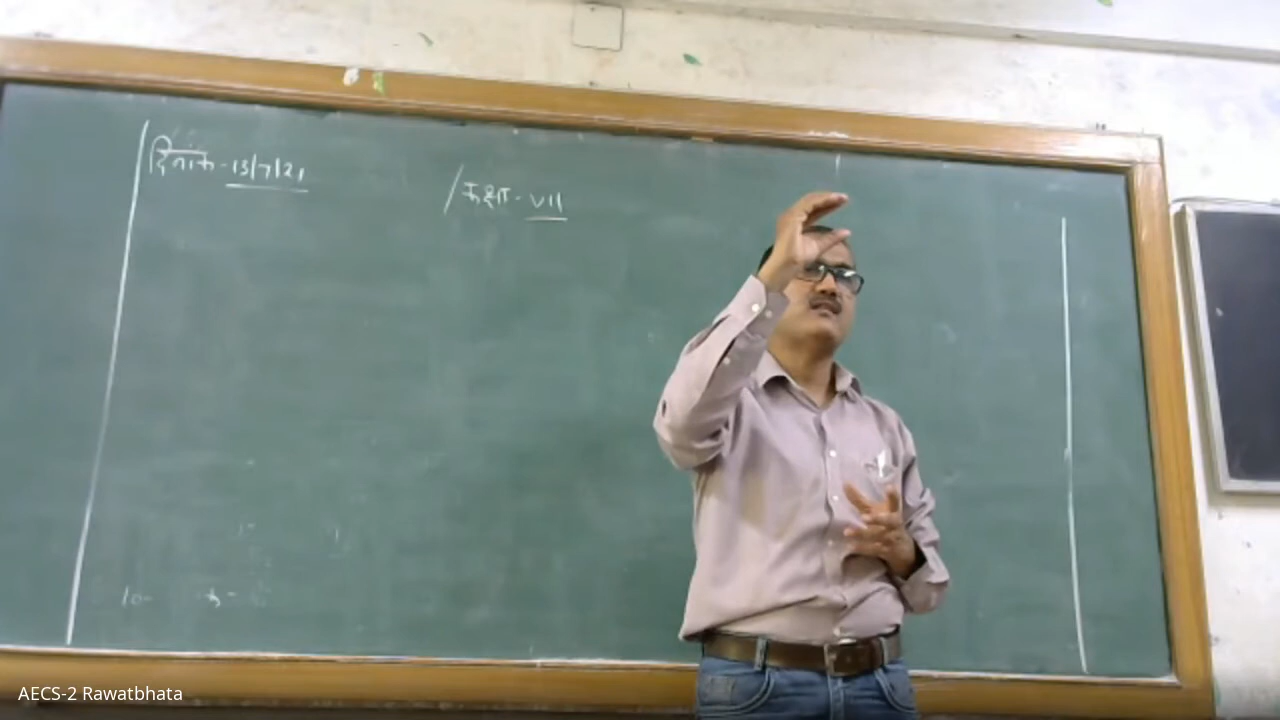 दिनांक - 13/7/21
कक्षा - VII
AECS-2 Rawatbhata